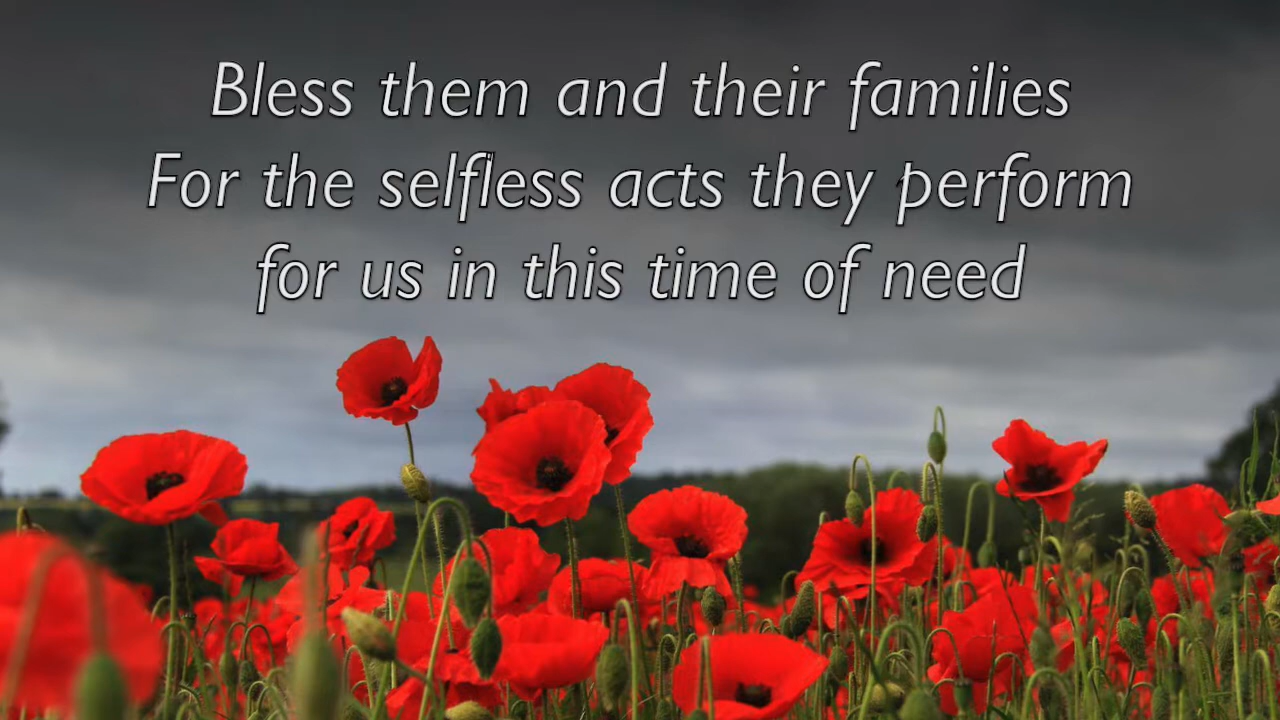 Bless them and their families
For the selfless acts they perform
for us in this time of need